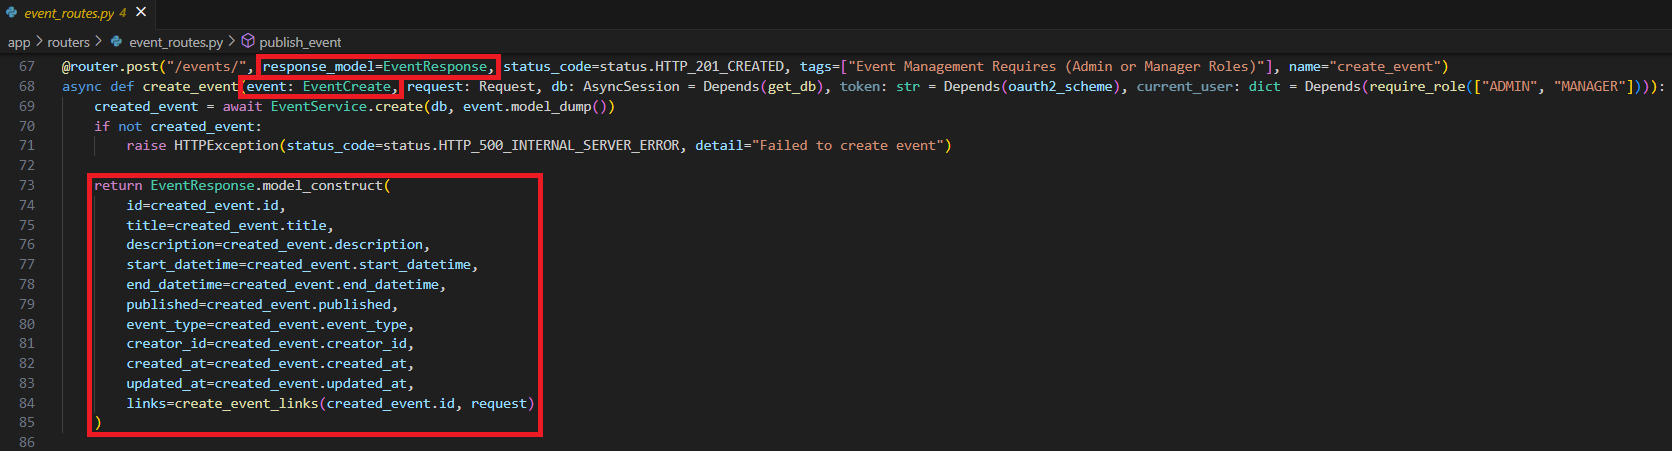 event_routes.py 4 ×
app > routers > event_routes.py > publish_event
67 @router.post("/events/", response_model=EventResponse, status_code=status.HTTP_201_CREATED, tags=["Event Management Requires (Admin or Manager Roles)"], name="create_event")
68 async def create_event(event: EventCreate, request: Request, db: AsyncSession = Depends(get_db), token: str = Depends(oauth2_scheme), current_user: dict = Depends(require_role(["ADMIN", "MANAGER"]))):
69     created_event = await EventService.create(db, event.model_dump())
70     if not created_event:
71         raise HTTPException(status_code=status.HTTP_500_INTERNAL_SERVER_ERROR, detail="Failed to create event")
72
73     return EventResponse.model_construct(
74         id=created_event.id,
75         title=created_event.title,
76         description=created_event.description,
77         start_datetime=created_event.start_datetime,
78         end_datetime=created_event.end_datetime,
79         published=created_event.published,
80         event_type=created_event.event_type,
81         creator_id=created_event.creator_id,
82         created_at=created_event.created_at,
83         updated_at=created_event.updated_at,
84         links=create_event_links(created_event.id, request)
85     )
86